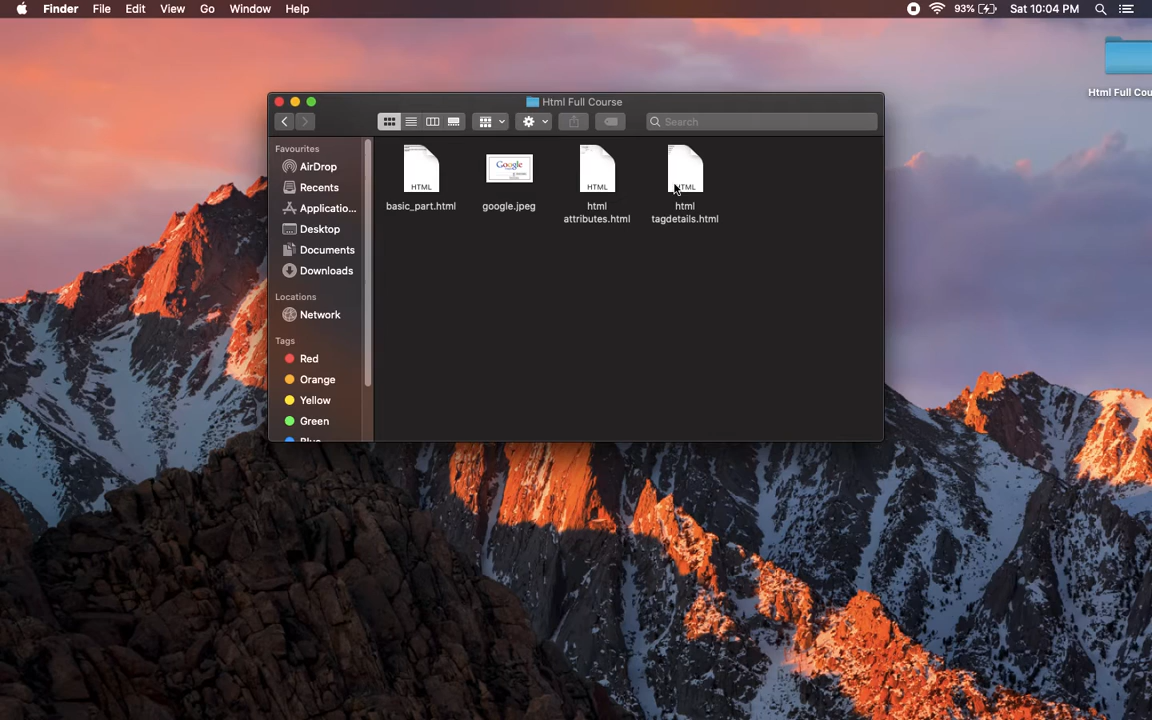 Finder File Edit View Go Window Help
93% Sat 10:04 PM
Html Full Cou
Html Full Course
Search
Favourites
AirDrop
Recents
Applicatio...
Desktop
Documents
Downloads
Locations
Network
Tags
Red
Orange
Yellow
Green
Blue
HTML
basic_part.html
Google
google.jpeg
HTML
html
attributes.html
HTML
html
tagdetails.html